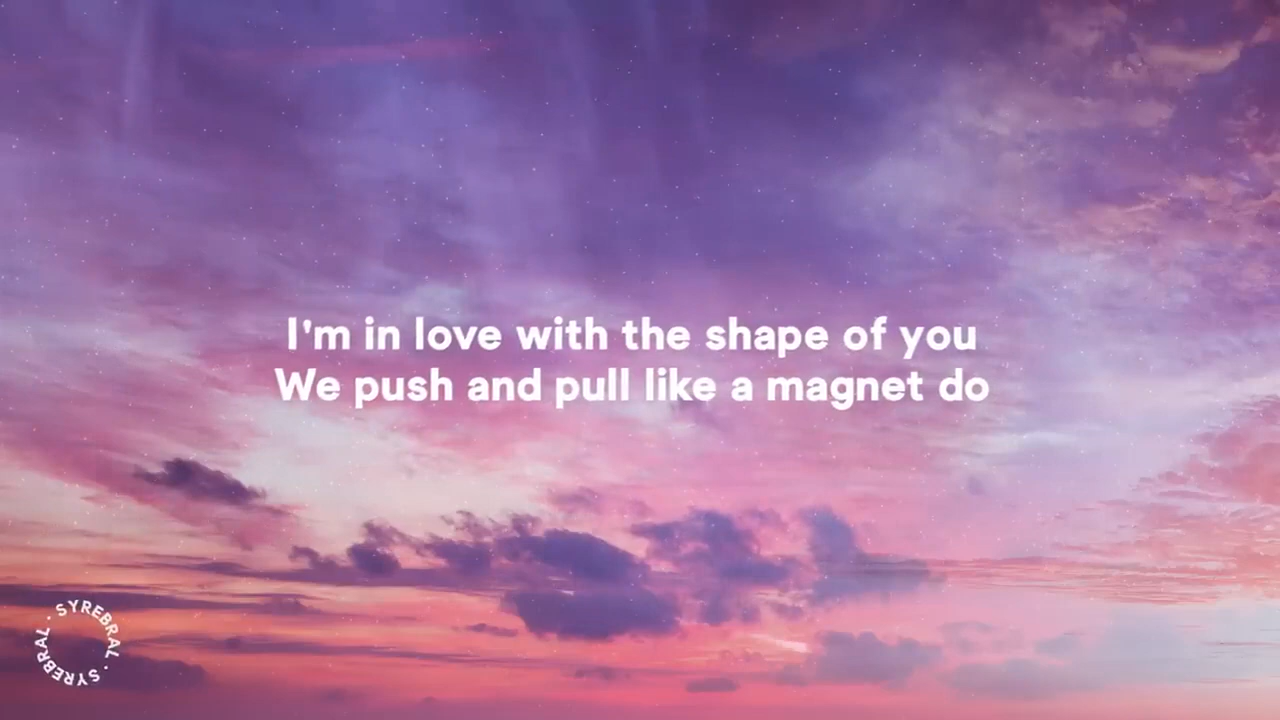 I'm in love with the shape of you
We push and pull like a magnet do
SYREBRAL · SYREBRAL ·